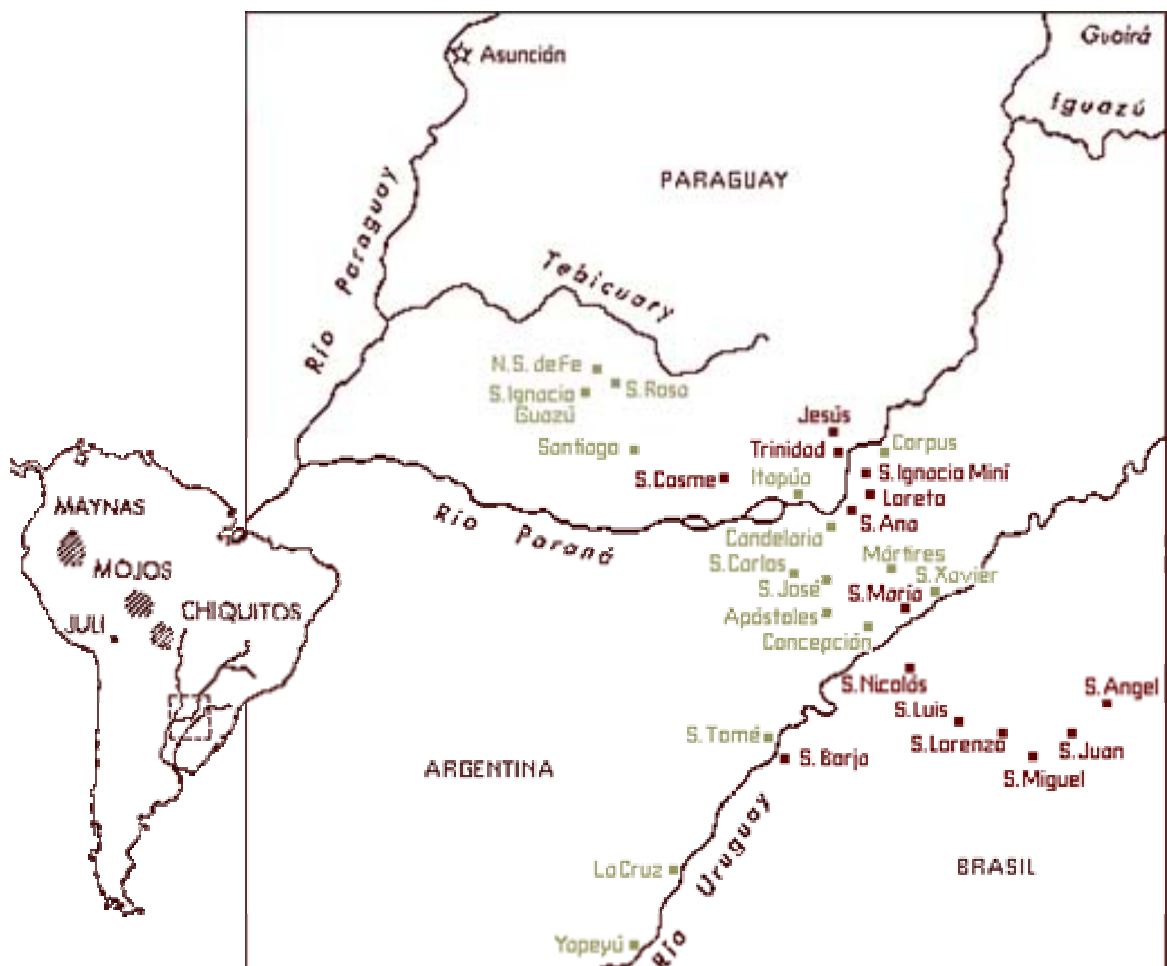 Guairá
Asunción
Iguazú
PARAGUAY
Río Paraguay
Tebicuary
N.S. de Fe
S. Rosa
S. Ignacio
Guazú
Jesús
Santiago
Trinidad
Corpus
S. Cosme
Itapúa
S. Ignacio Miní
Loreto
S. Ana
Río Paraná
Candelaria
Mártires
S. Carlos
S. José
S. Xavier
S. María
Apóstoles
Concepción
MAYNAS
MOJOS
CHIQUITOS
JULI
S. Nicolás
S. Angel
S. Luis
S. Tomé
S. Lorenzo
S. Juan
S. Borja
S. Miguel
ARGENTINA
Río Uruguay
La Cruz
BRASIL
Yapeyú